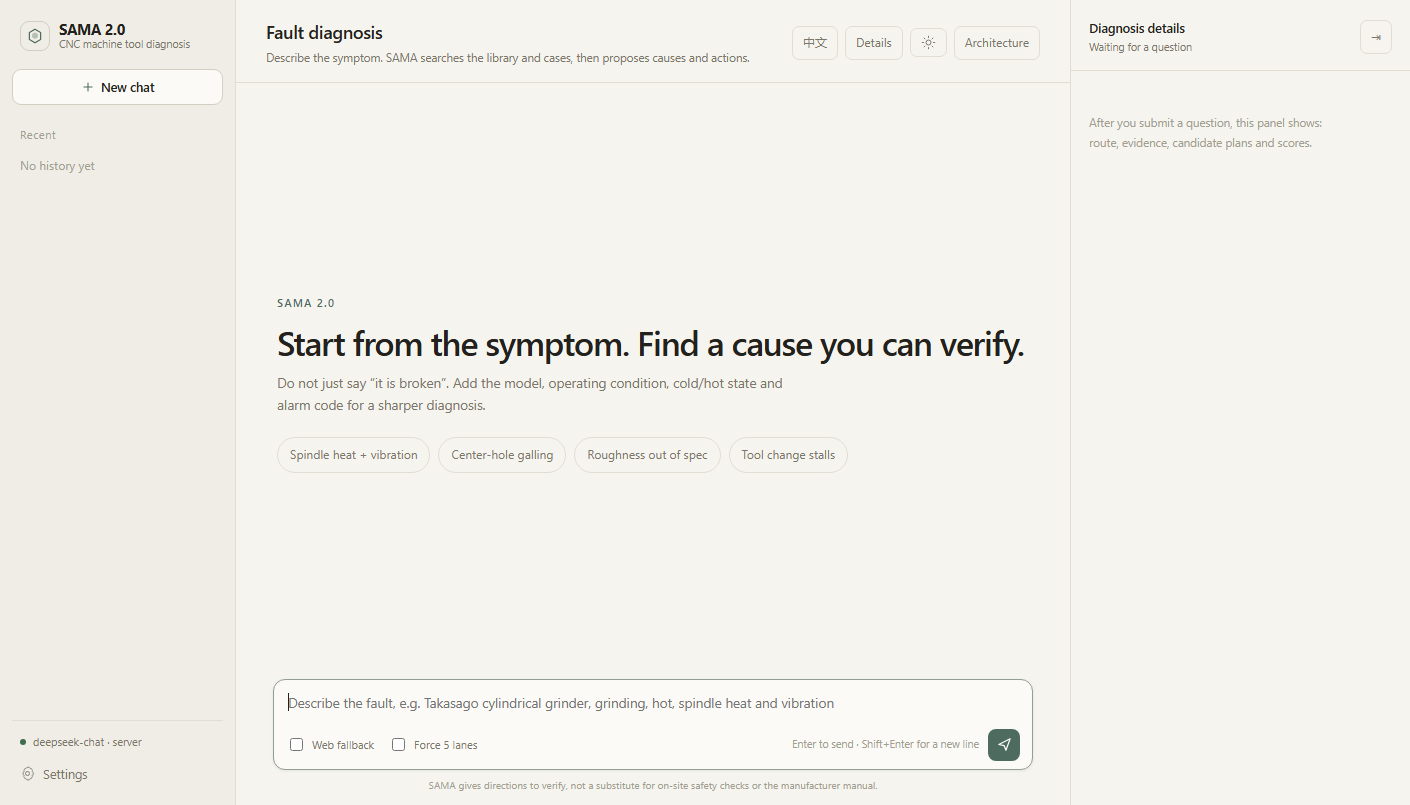 SAMA 2.0
CNC machine tool diagnosis
+ New chat
Recent
No history yet
deepseek-chat · server
Settings
Fault diagnosis
Describe the symptom. SAMA searches the library and cases, then proposes causes and actions.
中文
Details
Architecture
SAMA 2.0
Start from the symptom. Find a cause you can verify.
Do not just say “it is broken”. Add the model, operating condition, cold/hot state and
alarm code for a sharper diagnosis.
Spindle heat + vibration
Center-hole galling
Roughness out of spec
Tool change stalls
Describe the fault, e.g. Takasago cylindrical grinder, grinding, hot, spindle heat and vibration
Web fallback
Force 5 lanes
Enter to send · Shift+Enter for a new line
SAMA gives directions to verify, not a substitute for on-site safety checks or the manufacturer manual.
Diagnosis details
Waiting for a question
After you submit a question, this panel shows:
route, evidence, candidate plans and scores.